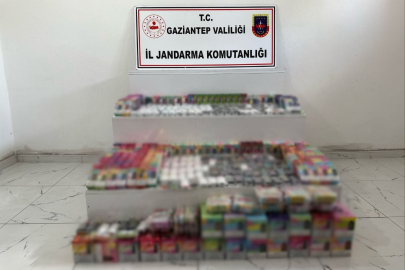 T.C.
GAZİANTEP VALİLİĞİ
İL JANDARMA KOMUTANLIĞI